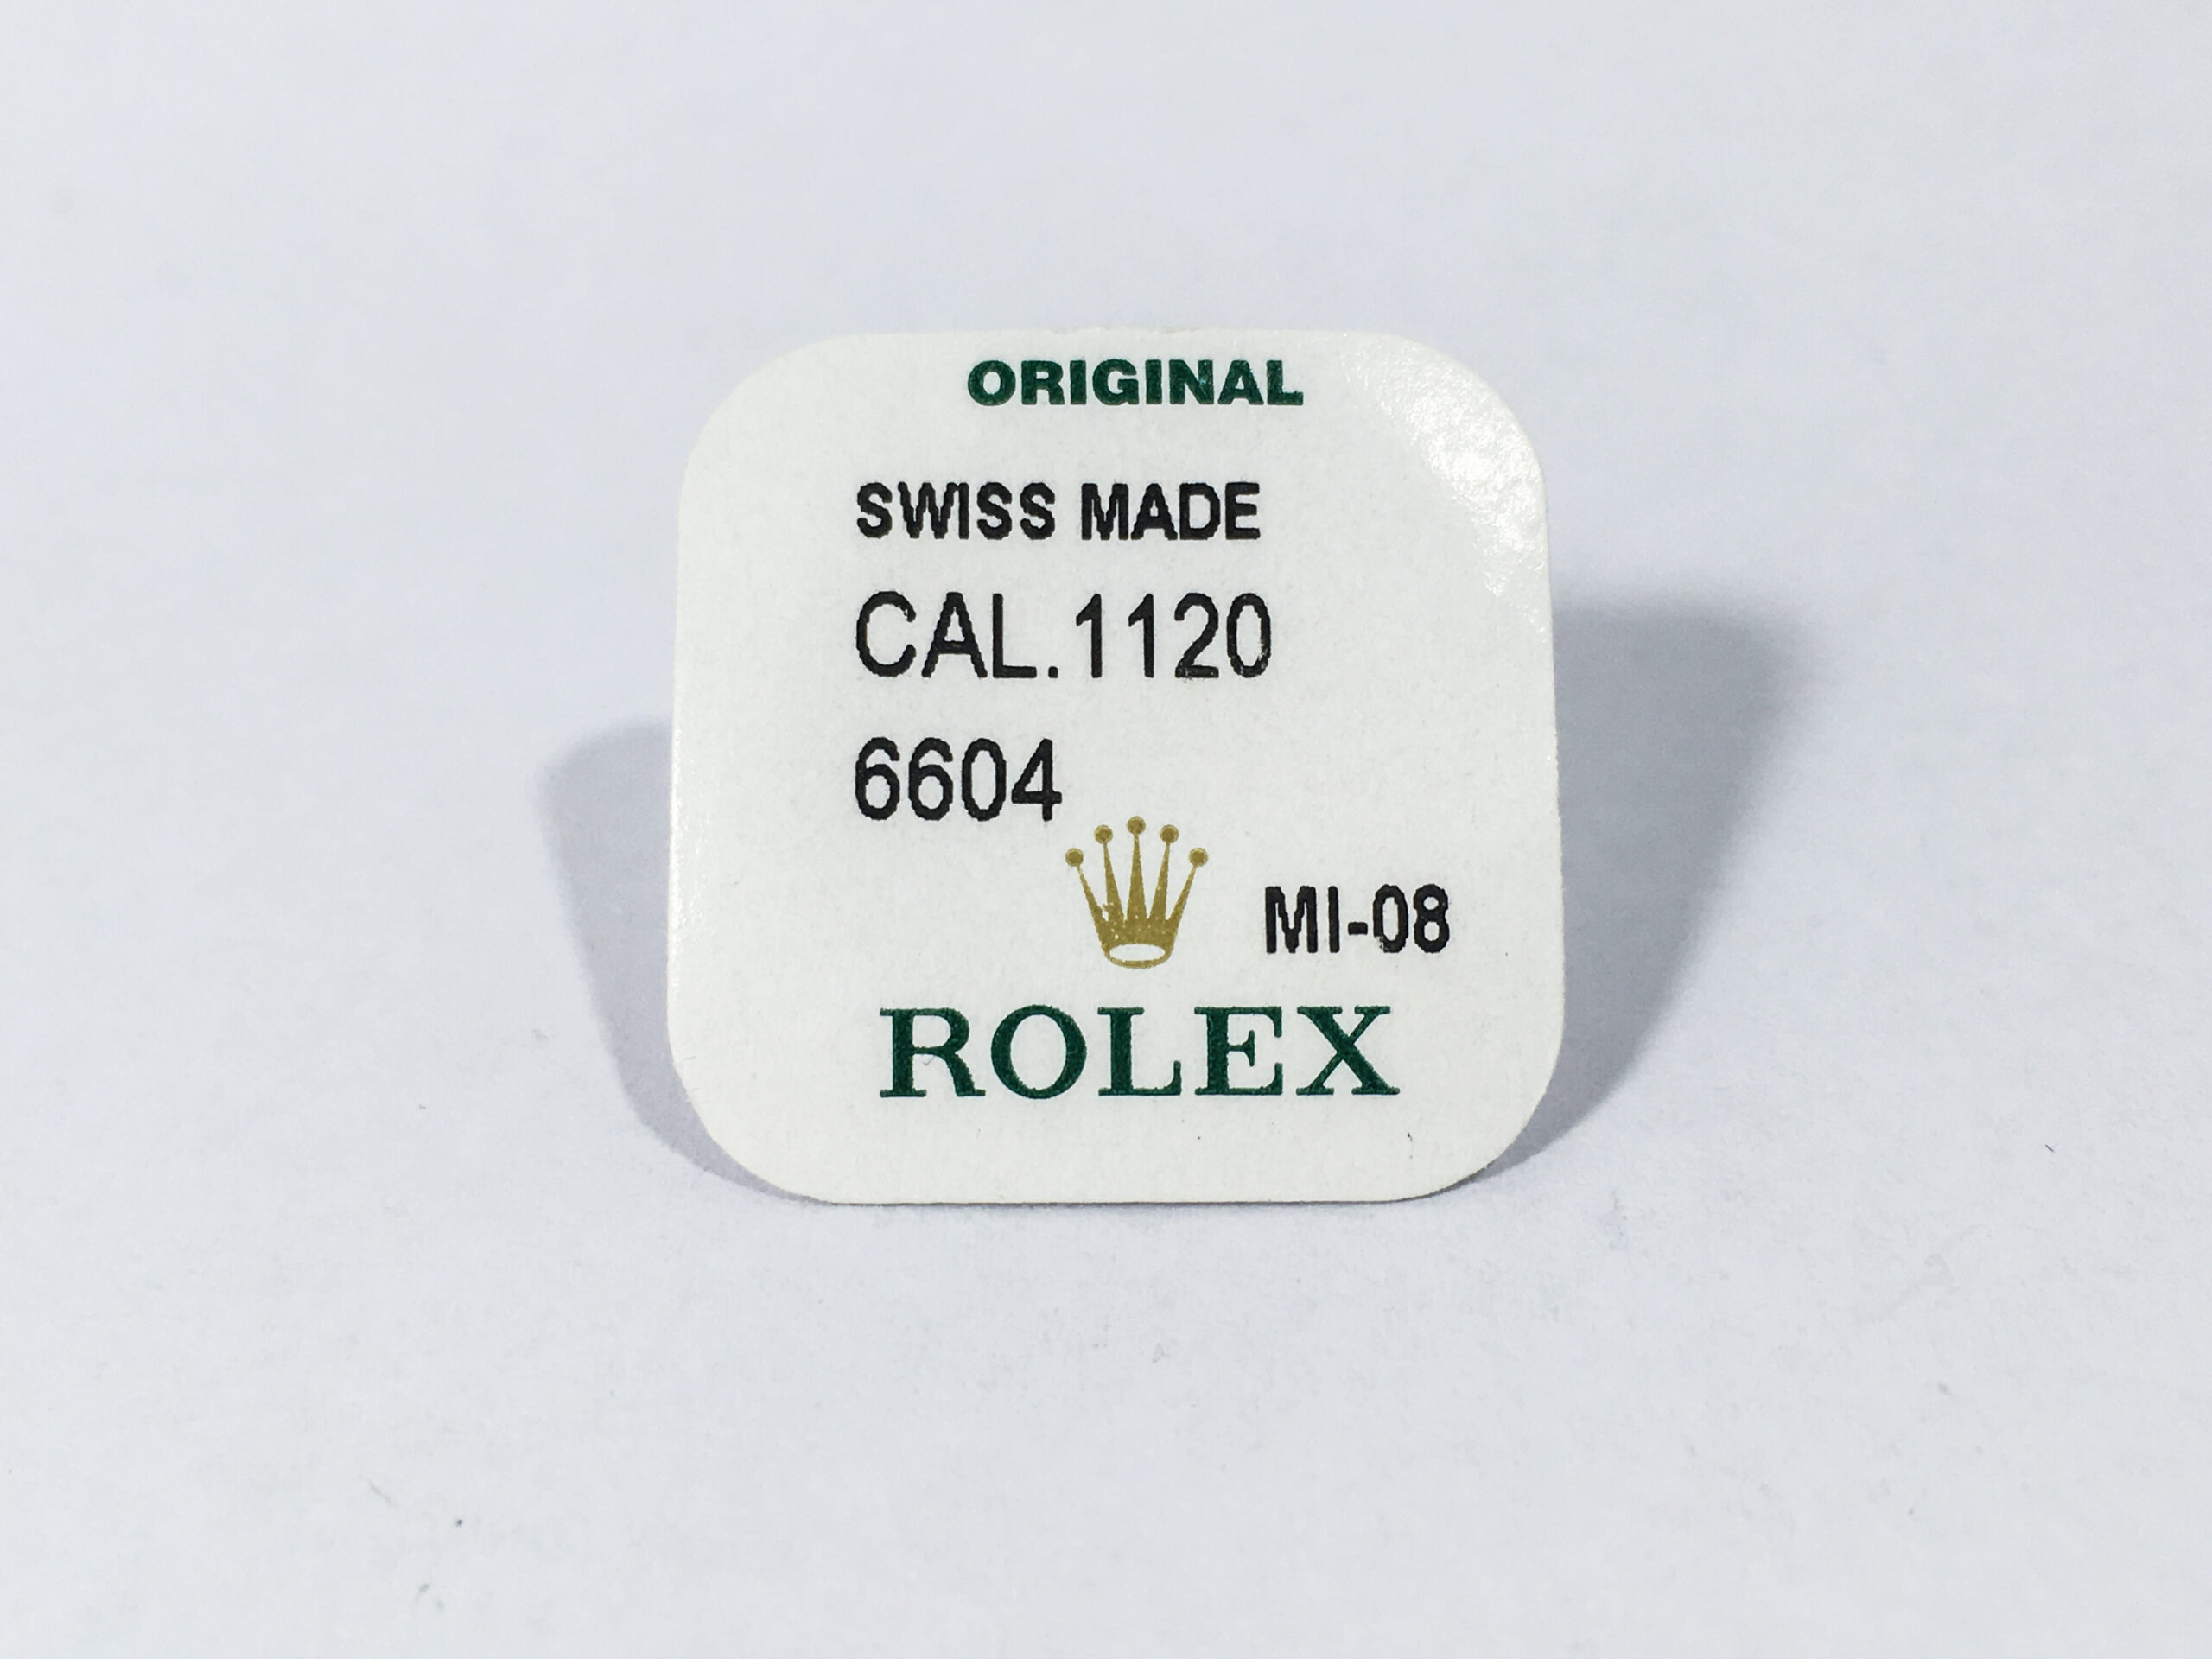 ORIGINAL
SWISS MADE
CAL.1120
6604
MI-08
ROLEX